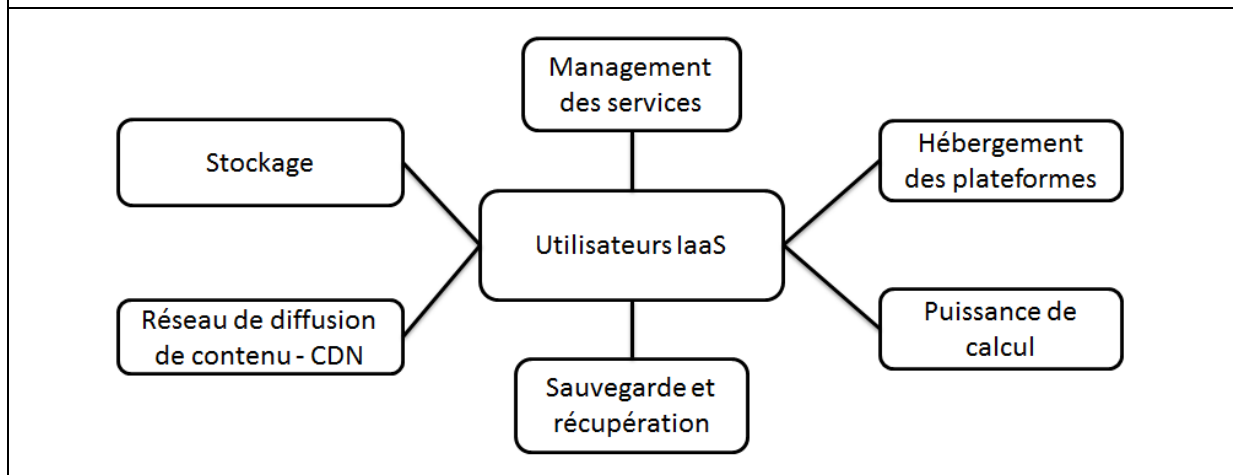 Management
des services
Stockage
Hébergement
des plateformes
Utilisateurs IaaS
Réseau de diffusion
de contenu - CDN
Puissance de
calcul
Sauvegarde et
récupération